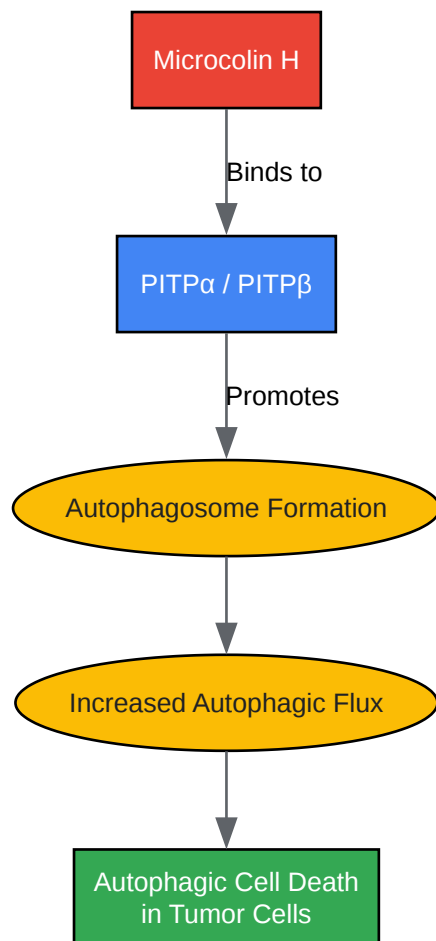 Microcolin H
Binds to
PITPα / PITPβ
Promotes
Autophagosome Formation
Increased Autophagic Flux
Autophagic Cell Death
in Tumor Cells